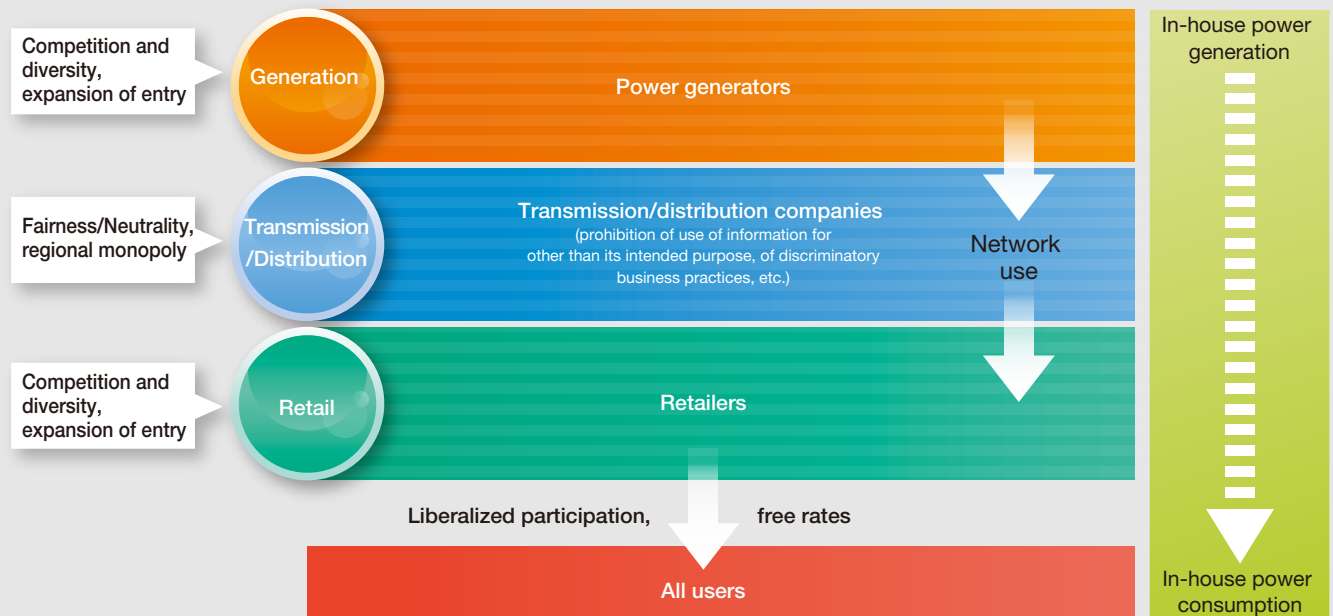 Competition and
diversity,
expansion of entry
Generation
Power generators
In-house power
generation
Fairness/Neutrality,
regional monopoly
Transmission
/Distribution
Transmission/distribution companies
(prohibition of use of information for
other than its intended purpose, of discriminatory
business practices, etc.)
Network
use
Competition and
diversity,
expansion of entry
Retail
Retailers
Liberalized participation, free rates
All users
In-house power
consumption